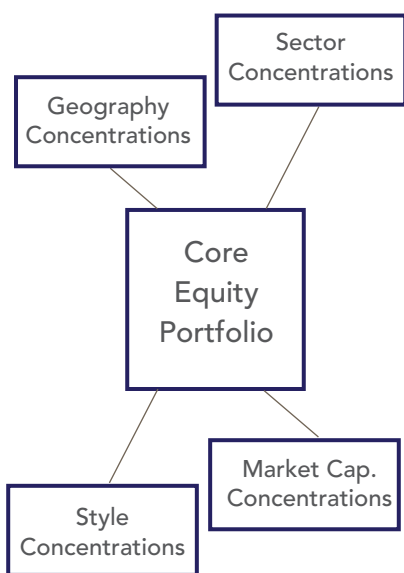 Sector
Concentrations
Geography
Concentrations
Core
Equity
Portfolio
Market Cap.
Concentrations
Style
Concentrations